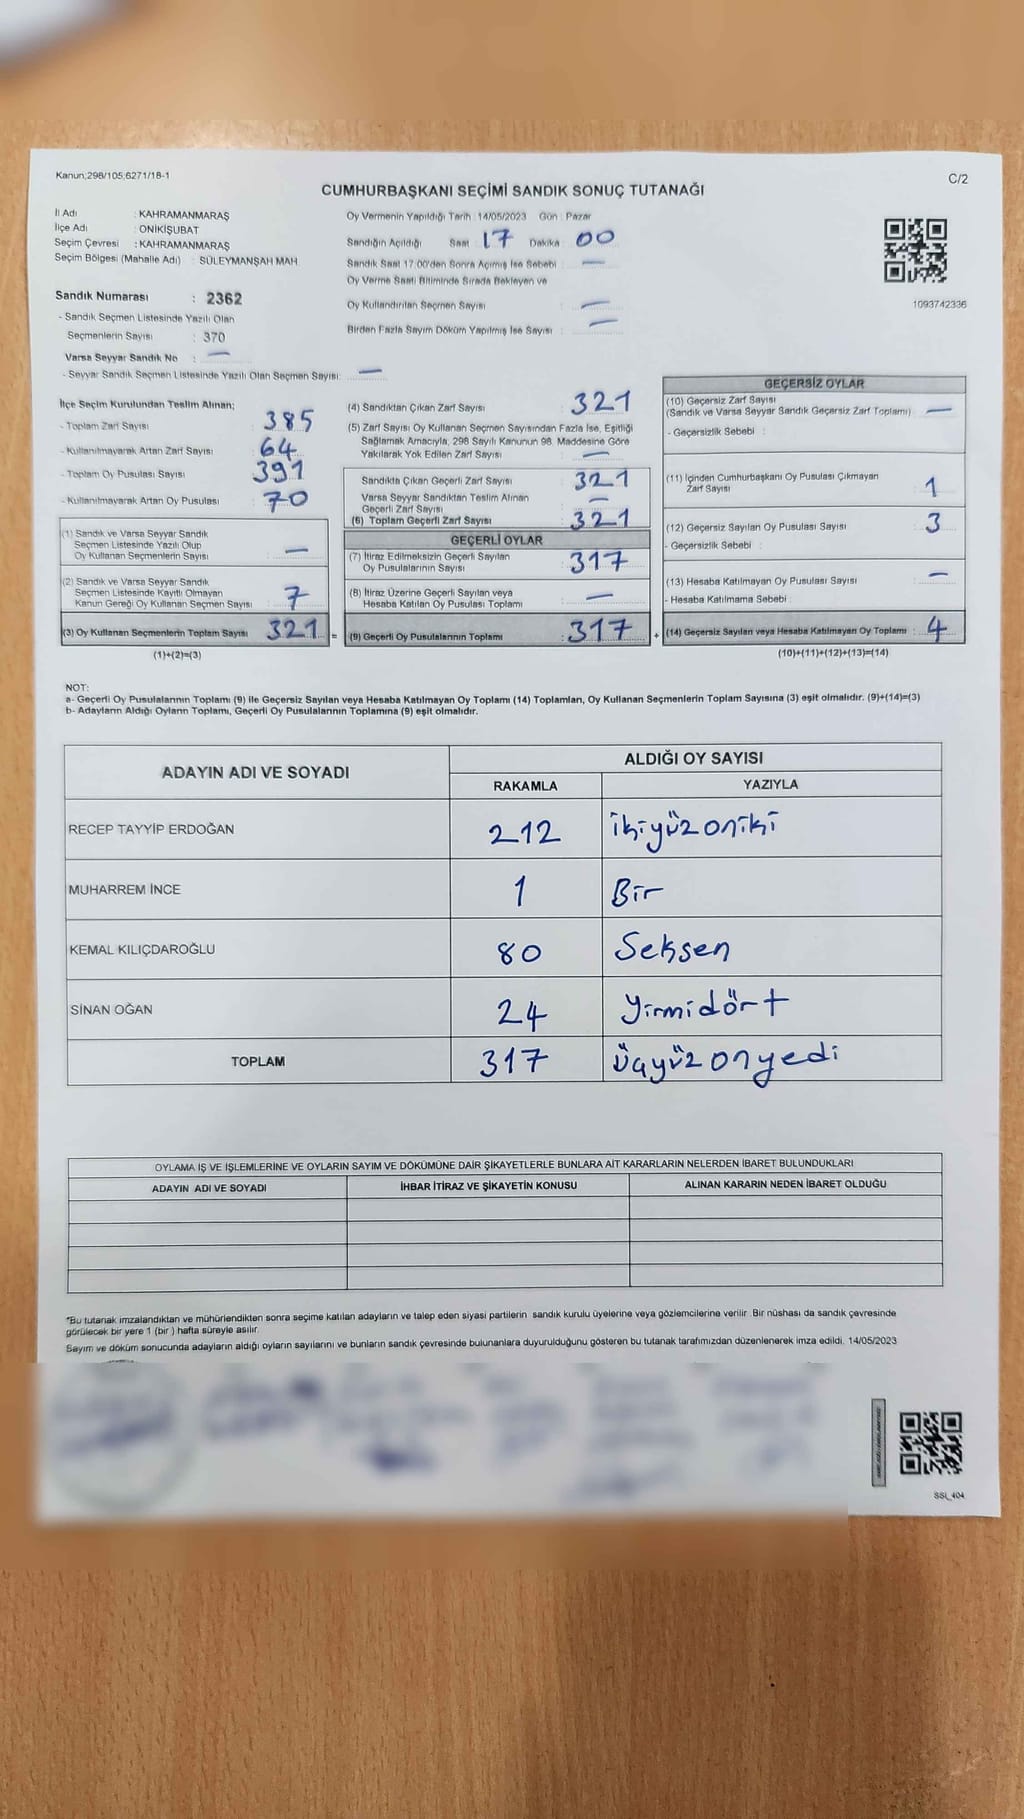 Kanun;298/105;6271/18-1
C/2
CUMHURBAŞKANI SEÇİMİ SANDIK SONUÇ TUTANAĞI
İl Adı : KAHRAMANMARAŞ
İlçe Adı : ONİKİŞUBAT
Seçim Çevresi : KAHRAMANMARAŞ
Seçim Bölgesi (Mahalle Adı) : SÜLEYMANŞAH MAH.
Oy Vermenin Yapıldığı Tarih : 14/05/2023 Gün : Pazar
Sandığın Açıldığı Saat : 17 Dakika : 00
Sandık Saat 17:00'den Sonra Açılmış İse Sebebi : —
Oy Verme Saati Bitiminde Sırada Bekleyen ve
Oy Kullandırılan Seçmen Sayısı : —
Birden Fazla Sayım Döküm Yapılmış İse Sayısı : —
1093742336
Sandık Numarası : 2362
- Sandık Seçmen Listesinde Yazılı Olan
Seçmenlerin Sayısı : 370
Varsa Seyyar Sandık No : —
- Seyyar Sandık Seçmen Listesinde Yazılı Olan Seçmen Sayısı: —
İlçe Seçim Kurulundan Teslim Alınan;
- Toplam Zarf Sayısı : 385
- Kullanılmayarak Artan Zarf Sayısı : 64
- Toplam Oy Pusulası Sayısı : 391
- Kullanılmayarak Artan Oy Pusulası : 70
(1) Sandık ve Varsa Seyyar Sandık
Seçmen Listesinde Yazılı Olup
Oy Kullanan Seçmenlerin Sayısı : —
(2) Sandık ve Varsa Seyyar Sandık
Seçmen Listesinde Kayıtlı Olmayan
Kanun Gereği Oy Kullanan Seçmen Sayısı : 7
(3) Oy Kullanan Seçmenlerin Toplam Sayısı : 321 =
(1)+(2)=(3)
(4) Sandıktan Çıkan Zarf Sayısı : 321
(5) Zarf Sayısı Oy Kullanan Seçmen Sayısından Fazla İse, Eşitliği
Sağlamak Amacıyla, 298 Sayılı Kanunun 98. Maddesine Göre
Yakılarak Yok Edilen Zarf Sayısı : —
Sandıkta Çıkan Geçerli Zarf Sayısı : 321
Varsa Seyyar Sandıktan Teslim Alınan
Geçerli Zarf Sayısı : —
(6) Toplam Geçerli Zarf Sayısı : 321
GEÇERLİ OYLAR
(7) İtiraz Edilmeksizin Geçerli Sayılan
Oy Pusulalarının Sayısı : 317
(8) İtiraz Üzerine Geçerli Sayılan veya
Hesaba Katılan Oy Pusulası Toplamı : —
(9) Geçerli Oy Pusulalarının Toplamı : 317 +
GEÇERSİZ OYLAR
(10) Geçersiz Zarf Sayısı
(Sandık ve Varsa Seyyar Sandık Geçersiz Zarf Toplamı) : —
- Geçersizlik Sebebi :
(11) İçinden Cumhurbaşkanı Oy Pusulası Çıkmayan
Zarf Sayısı : 1
(12) Geçersiz Sayılan Oy Pusulası Sayısı : 3
- Geçersizlik Sebebi :
(13) Hesaba Katılmayan Oy Pusulası Sayısı : —
- Hesaba Katılmama Sebebi :
(14) Geçersiz Sayılan veya Hesaba Katılmayan Oy Toplamı : 4
(10)+(11)+(12)+(13)=(14)
NOT:
a- Geçerli Oy Pusulalarının Toplamı (9) ile Geçersiz Sayılan veya Hesaba Katılmayan Oy Toplamı (14) Toplamları, Oy Kullanan Seçmenlerin Toplam Sayısına (3) eşit olmalıdır. (9)+(14)=(3)
b- Adayların Aldığı Oyların Toplamı, Geçerli Oy Pusulalarının Toplamına (9) eşit olmalıdır.
ADAYIN ADI VE SOYADI
ALDIĞI OY SAYISI
RAKAMLA YAZIYLA
RECEP TAYYİP ERDOĞAN 212 İkiyüz oniki
MUHARREM İNCE 1 Bir
KEMAL KILIÇDAROĞLU 80 Seksen
SİNAN OĞAN 24 Yirmidört
TOPLAM 317 Üçyüz onyedi
OYLAMA İŞ VE İŞLEMLERİNE VE OYLARIN SAYIM VE DÖKÜMÜNE DAİR ŞİKAYETLERLE BUNLARA AİT KARARLARIN NELERDEN İBARET BULUNDUKLARI
ADAYIN ADI VE SOYADI İHBAR İTİRAZ VE ŞİKAYETİN KONUSU ALINAN KARARIN NEDEN İBARET OLDUĞU
*Bu tutanak imzalandıktan ve mühürlendikten sonra seçime katılan adayların ve talep eden siyasi partilerin sandık kurulu üyelerine veya gözlemcilerine verilir. Bir nüshası da sandık çevresinde
görülecek bir yere 1 (bir ) hafta süreyle asılır.
Sayım ve döküm sonucunda adayların aldığı oyların sayılarını ve bunların sandık çevresinde bulunanlara duyurulduğunu gösteren bu tutanak tarafımızdan düzenlenerek imza edildi. 14/05/2023
SSI_404